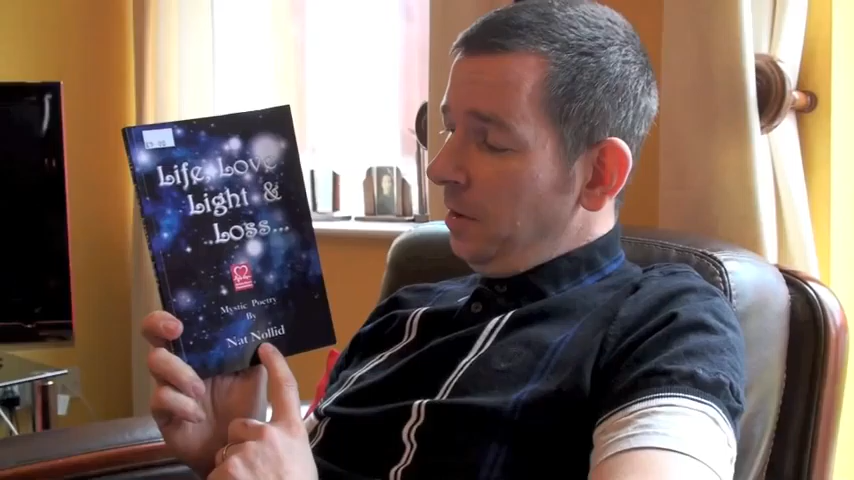 Life, Love
Light &
..Loss...
Mystic Poetry
By
Nat Nollid